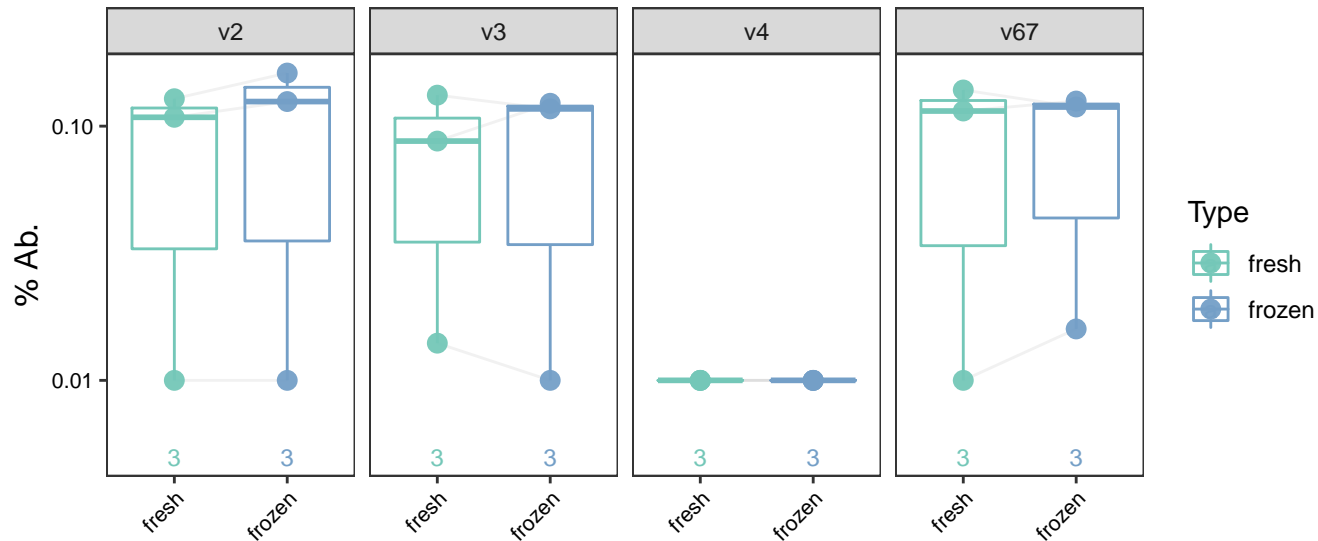 v2 v3 v4 v67
% Ab.
0.10
0.01
3 3 3 3 3 3 3 3
fresh frozen fresh frozen fresh frozen fresh frozen
Type
fresh
frozen